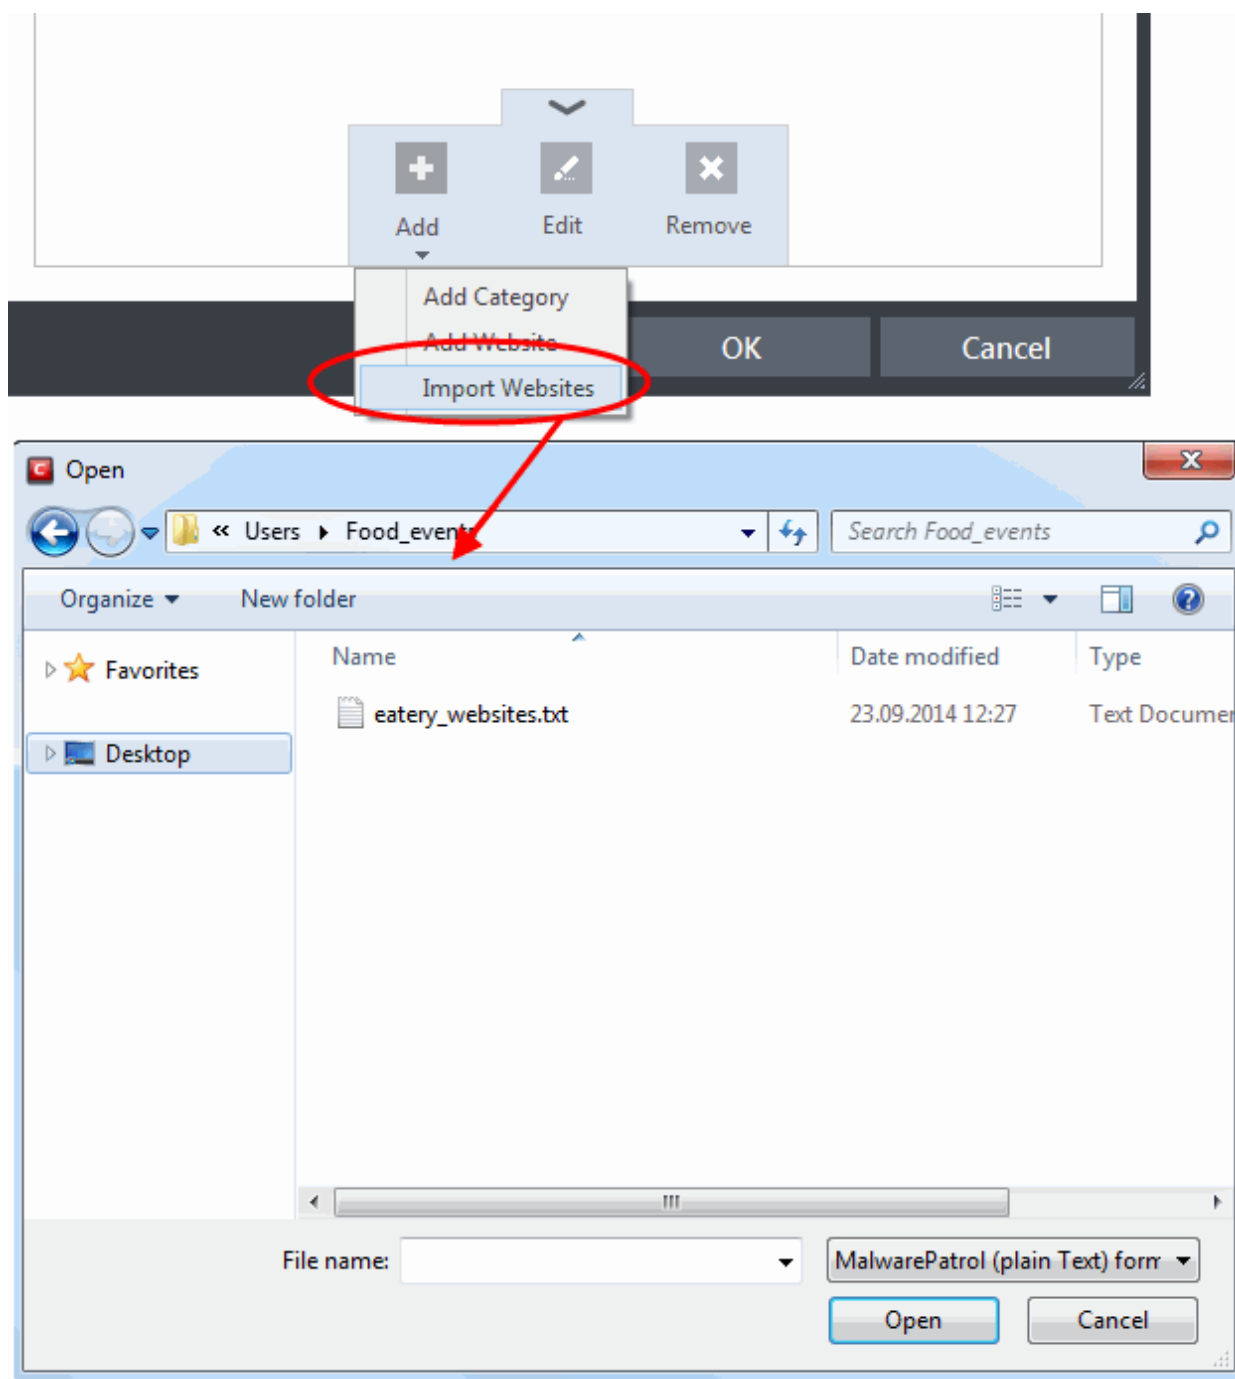 Add Edit Remove
Add Category
Add Website
Import Websites
OK Cancel
Open
« Users Food_events
Search Food_events
Organize New folder
Name Date modified Type
Favorites
eatery_websites.txt 23.09.2014 12:27 Text Documer
Desktop
File name: MalwarePatrol (plain Text) form
Open Cancel